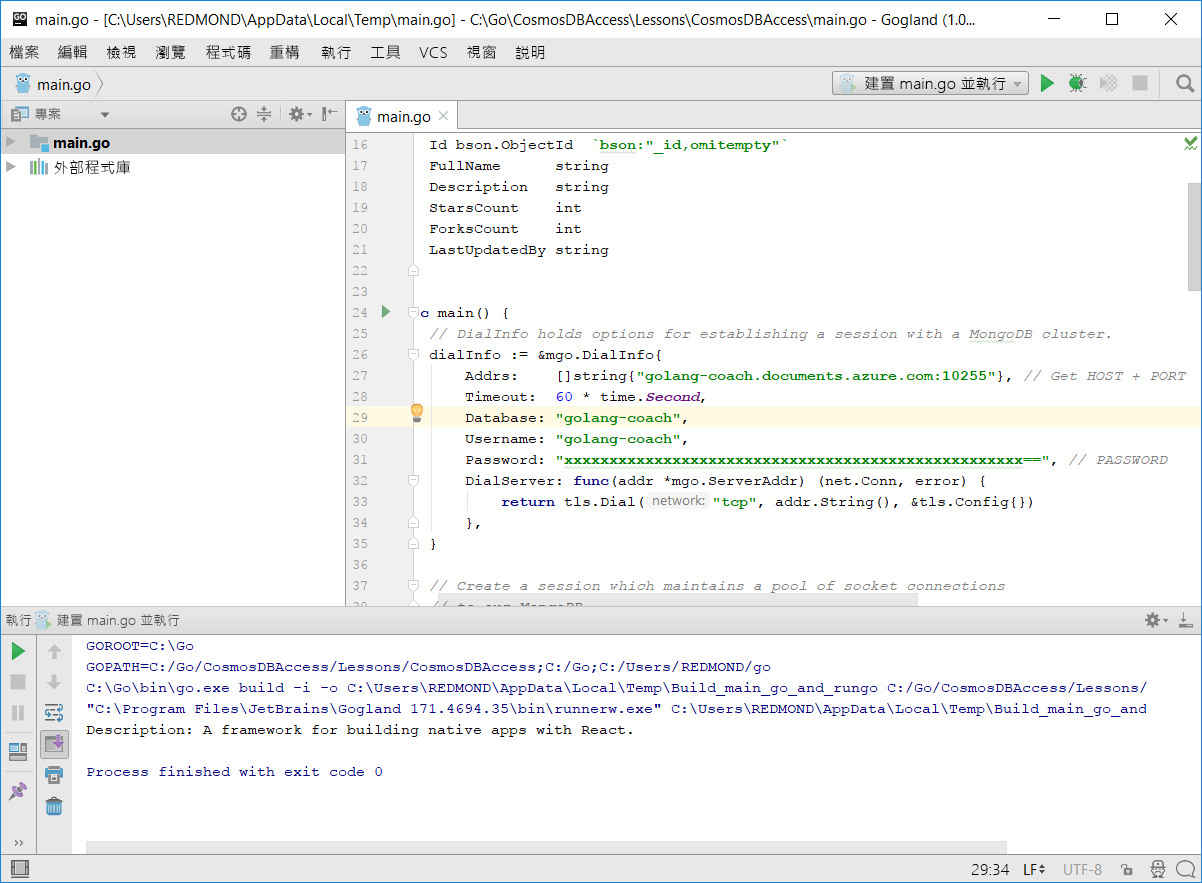 main.go - [C:\Users\REDMOND\AppData\Local\Temp\main.go] - C:\Go\CosmosDBAccess\Lessons\CosmosDBAccess\main.go - Gogland (1.0...
檔案 編輯 檢視 瀏覽 程式碼 重構 執行 工具 VCS 視窗 說明
main.go 建置 main.go 並執行
專案 main.go
main.go
外部程式庫
16 Id bson.ObjectId `bson:"_id,omitempty"`
17 FullName string
18 Description string
19 StarsCount int
20 ForksCount int
21 LastUpdatedBy string
22
23
24 c main() {
25 // DialInfo holds options for establishing a session with a MongoDB cluster.
26 dialInfo := &mgo.DialInfo{
27 Addrs: []string{"golang-coach.documents.azure.com:10255"}, // Get HOST + PORT
28 Timeout: 60 * time.Second,
29 Database: "golang-coach",
30 Username: "golang-coach",
31 Password: "xxxxxxxxxxxxxxxxxxxxxxxxxxxxxxxxxxxxxxxxxxxxxxxxxxx==", // PASSWORD
32 DialServer: func(addr *mgo.ServerAddr) (net.Conn, error) {
33 return tls.Dial( network: "tcp", addr.String(), &tls.Config{})
34 },
35 }
36
37 // Create a session which maintains a pool of socket connections
38 // to our MongoDB
執行 建置 main.go 並執行
GOROOT=C:\Go
GOPATH=C:/Go/CosmosDBAccess/Lessons/CosmosDBAccess;C:/Go;C:/Users/REDMOND/go
C:\Go\bin\go.exe build -i -o C:\Users\REDMOND\AppData\Local\Temp\Build_main_go_and_rungo C:/Go/CosmosDBAccess/Lessons/
"C:\Program Files\JetBrains\Gogland 171.4694.35\bin\runnerw.exe" C:\Users\REDMOND\AppData\Local\Temp\Build_main_go_and
Description: A framework for building native apps with React.
Process finished with exit code 0
29:34 LF UTF-8